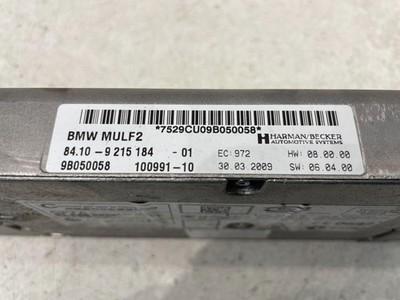 *7529CU09B050058*
BMW MULF2
HARMAN/BECKER
AUTOMOTIVE SYSTEMS
84.10 - 9 215 184 - 01
EC: 972
HW: 08.00.00
9B050058
100991-10
30.03.2009
SW: 06.04.00